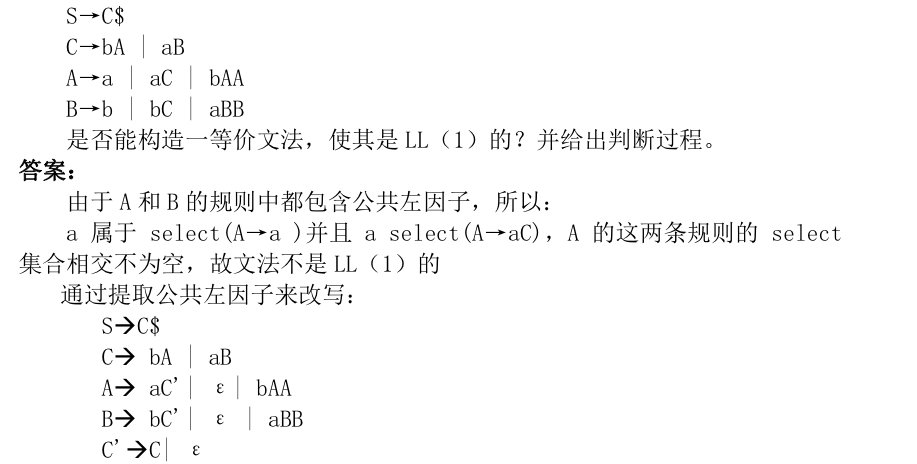 S→C$
C→bA | aB
A→a | aC | bAA
B→b | bC | aBB
是否能构造一等价文法，使其是 LL（1）的？并给出判断过程。
答案：
由于 A 和 B 的规则中都包含公共左因子，所以：
a 属于 select(A→a )并且 a select(A→aC)，A 的这两条规则的 select
集合相交不为空，故文法不是 LL（1）的
通过提取公共左因子来改写：
S→C$
C→ bA | aB
A→ aC'| ε| bAA
B→ bC'| ε | aBB
C'→C| ε